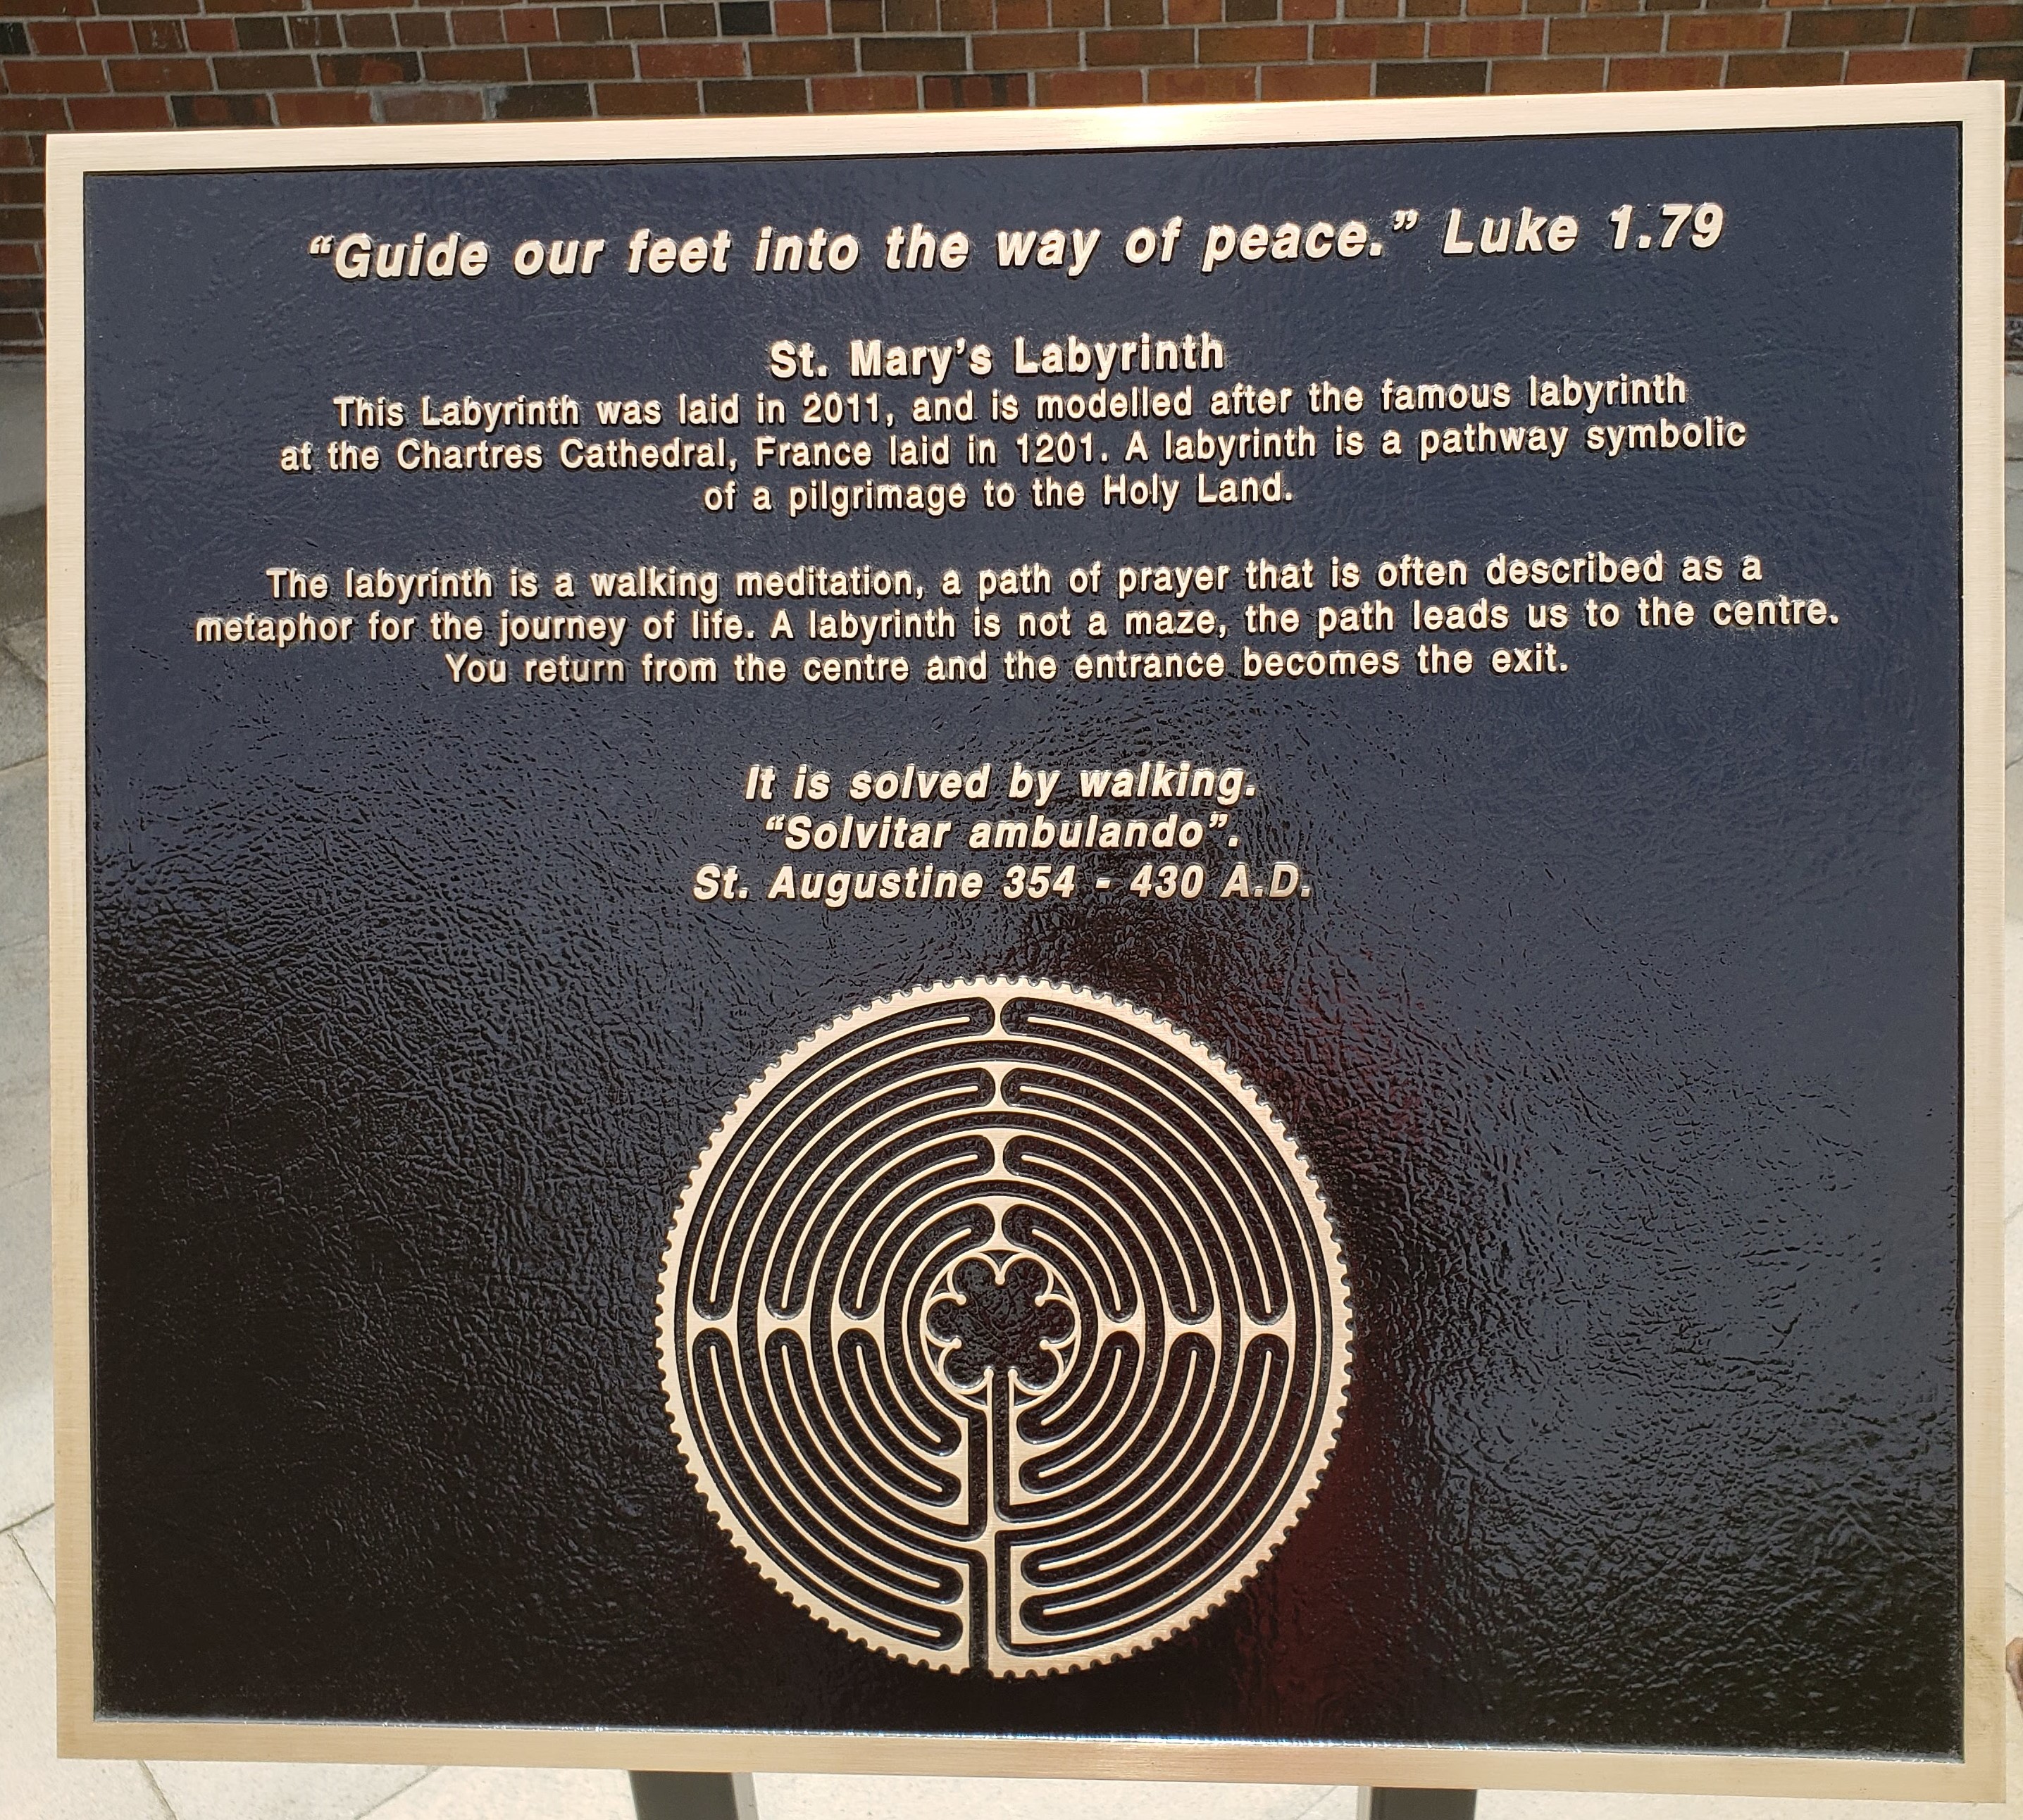 “Guide our feet into the way of peace.” Luke 1.79
St. Mary’s Labyrinth
This Labyrinth was laid in 2011, and is modelled after the famous labyrinth
at the Chartres Cathedral, France laid in 1201. A labyrinth is a pathway symbolic
of a pilgrimage to the Holy Land.
The labyrinth is a walking meditation, a path of prayer that is often described as a
metaphor for the journey of life. A labyrinth is not a maze, the path leads us to the centre.
You return from the centre and the entrance becomes the exit.
It is solved by walking.
“Solvitar ambulando”.
St. Augustine 354 - 430 A.D.